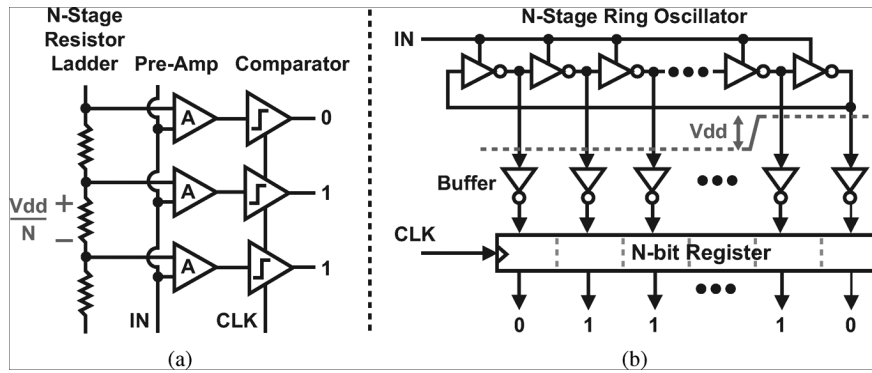 N-Stage
Resistor
Ladder
Pre-Amp
Comparator
A
0
A
1
Vdd
N
+
−
A
1
IN
CLK
(a)
N-Stage Ring Oscillator
IN
Vdd
Buffer
CLK
N-bit Register
0 1 1 1 0
(b)